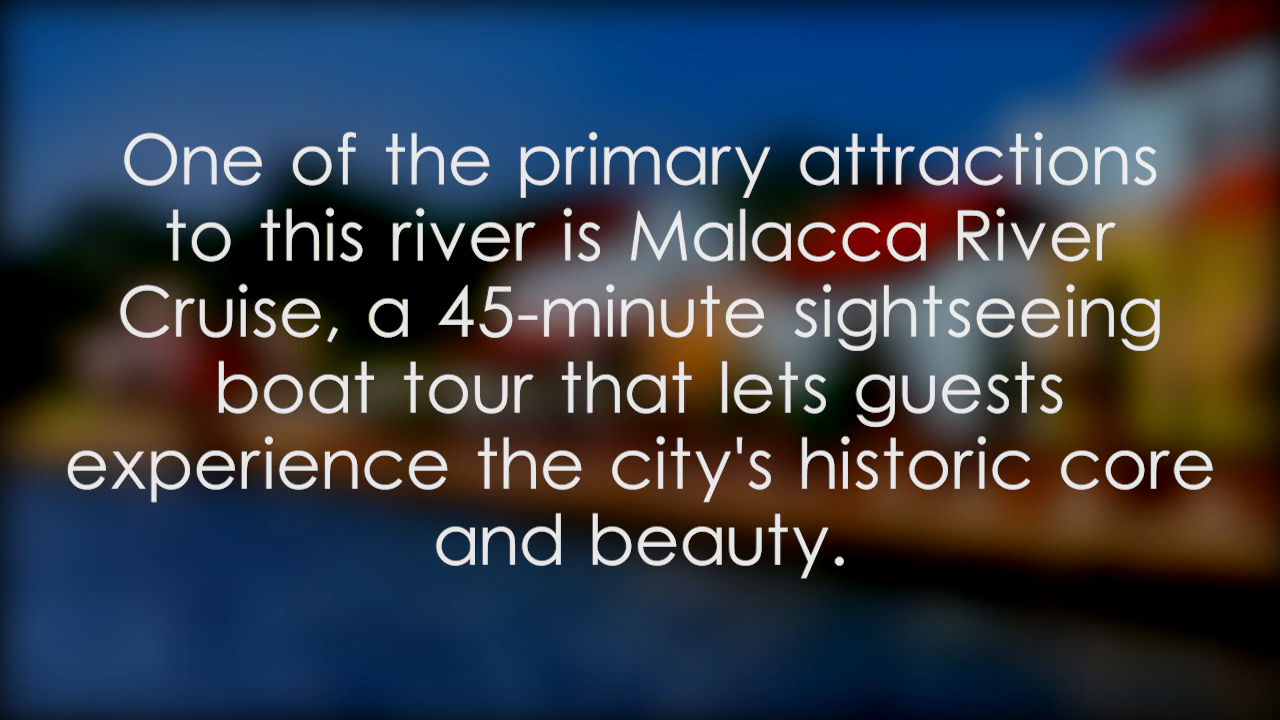 One of the primary attractions
to this river is Malacca River
Cruise, a 45-minute sightseeing
boat tour that lets guests
experience the city's historic core
and beauty.